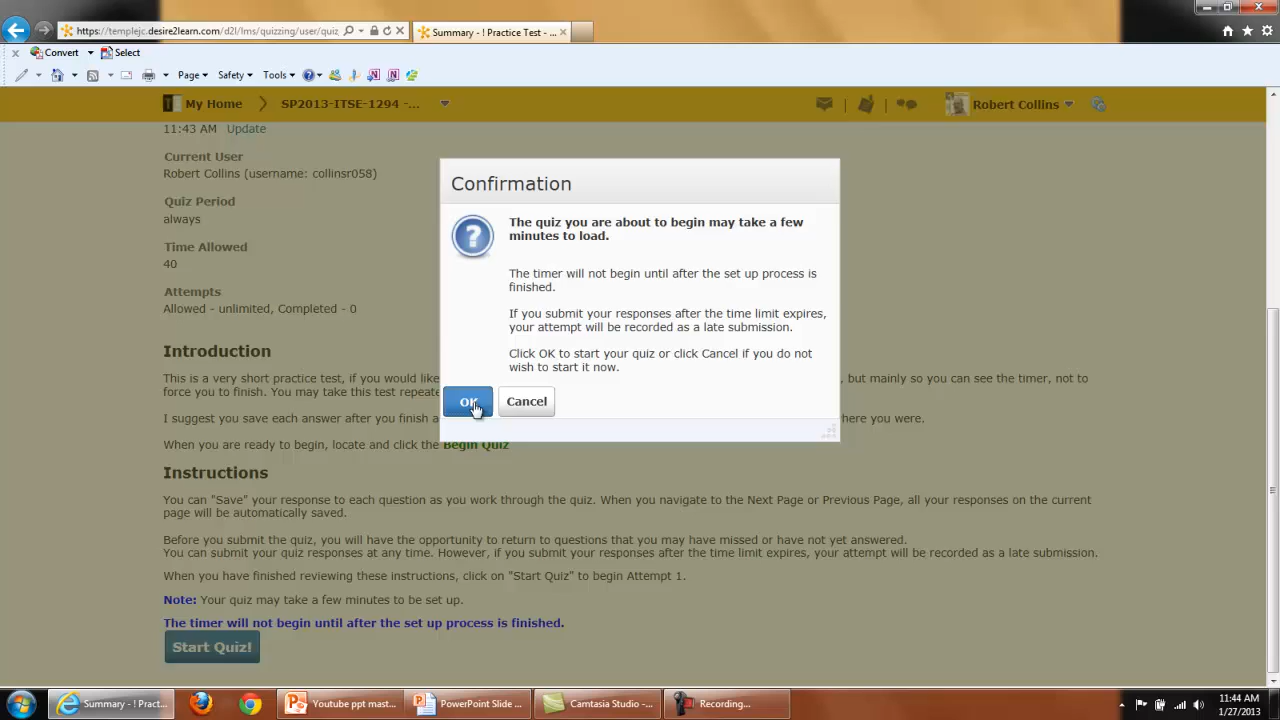 https://templejc.desire2learn.com/d2l/lms/quizzing/user/quiz
Summary - ! Practice Test - ...
Convert
Select
Page
Safety
Tools
My Home
SP2013-ITSE-1294 -...
Robert Collins
11:43 AM Update
Current User
Robert Collins (username: collinsr058)
Quiz Period
always
Time Allowed
40
Attempts
Allowed - unlimited, Completed - 0
Confirmation
The quiz you are about to begin may take a few
minutes to load.
The timer will not begin until after the set up process is
finished.
If you submit your responses after the time limit expires,
your attempt will be recorded as a late submission.
Click OK to start your quiz or click Cancel if you do not
wish to start it now.
OK
Cancel
Introduction
This is a very short practice test, if you would like , but mainly so you can see the timer, not to
force you to finish. You may take this test repeate
I suggest you save each answer after you finish a here you were.
When you are ready to begin, locate and click the Begin Quiz
Instructions
You can "Save" your response to each question as you work through the quiz. When you navigate to the Next Page or Previous Page, all your responses on the current
page will be automatically saved.
Before you submit the quiz, you will have the opportunity to return to questions that you may have missed or have not yet answered.
You can submit your quiz responses at any time. However, if you submit your responses after the time limit expires, your attempt will be recorded as a late submission.
When you have finished reviewing these instructions, click on "Start Quiz" to begin Attempt 1.
Note: Your quiz may take a few minutes to be set up.
The timer will not begin until after the set up process is finished.
Start Quiz!
Summary - ! Pract...
Youtube ppt mast...
PowerPoint Slide ...
Camtasia Studio -...
Recording...
11:44 AM
1/27/2013